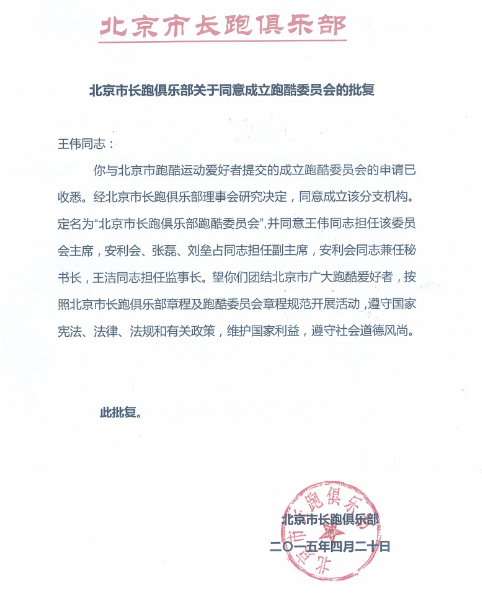 北京市长跑俱乐部
北京市长跑俱乐部关于同意成立跑酷委员会的批复
王伟同志：
你与北京市跑酷运动爱好者提交的成立跑酷委员会的申请已
收悉。经北京市长跑俱乐部理事会研究决定，同意成立该分支机构。
定名为“北京市长跑俱乐部跑酷委员会”,并同意王伟同志担任该委员
会主席，安利会、张磊、刘垒占同志担任副主席，安利会同志兼任秘
书长，王洁同志担任监事长。望你们团结北京市广大跑酷爱好者，按
照北京市长跑俱乐部章程及跑酷委员会章程规范开展活动，遵守国家
宪法、法律、法规和有关政策，维护国家利益，遵守社会道德风尚。
此批复。
北京市长跑俱乐部
北京市长跑俱乐部
二〇一五年四月二十日